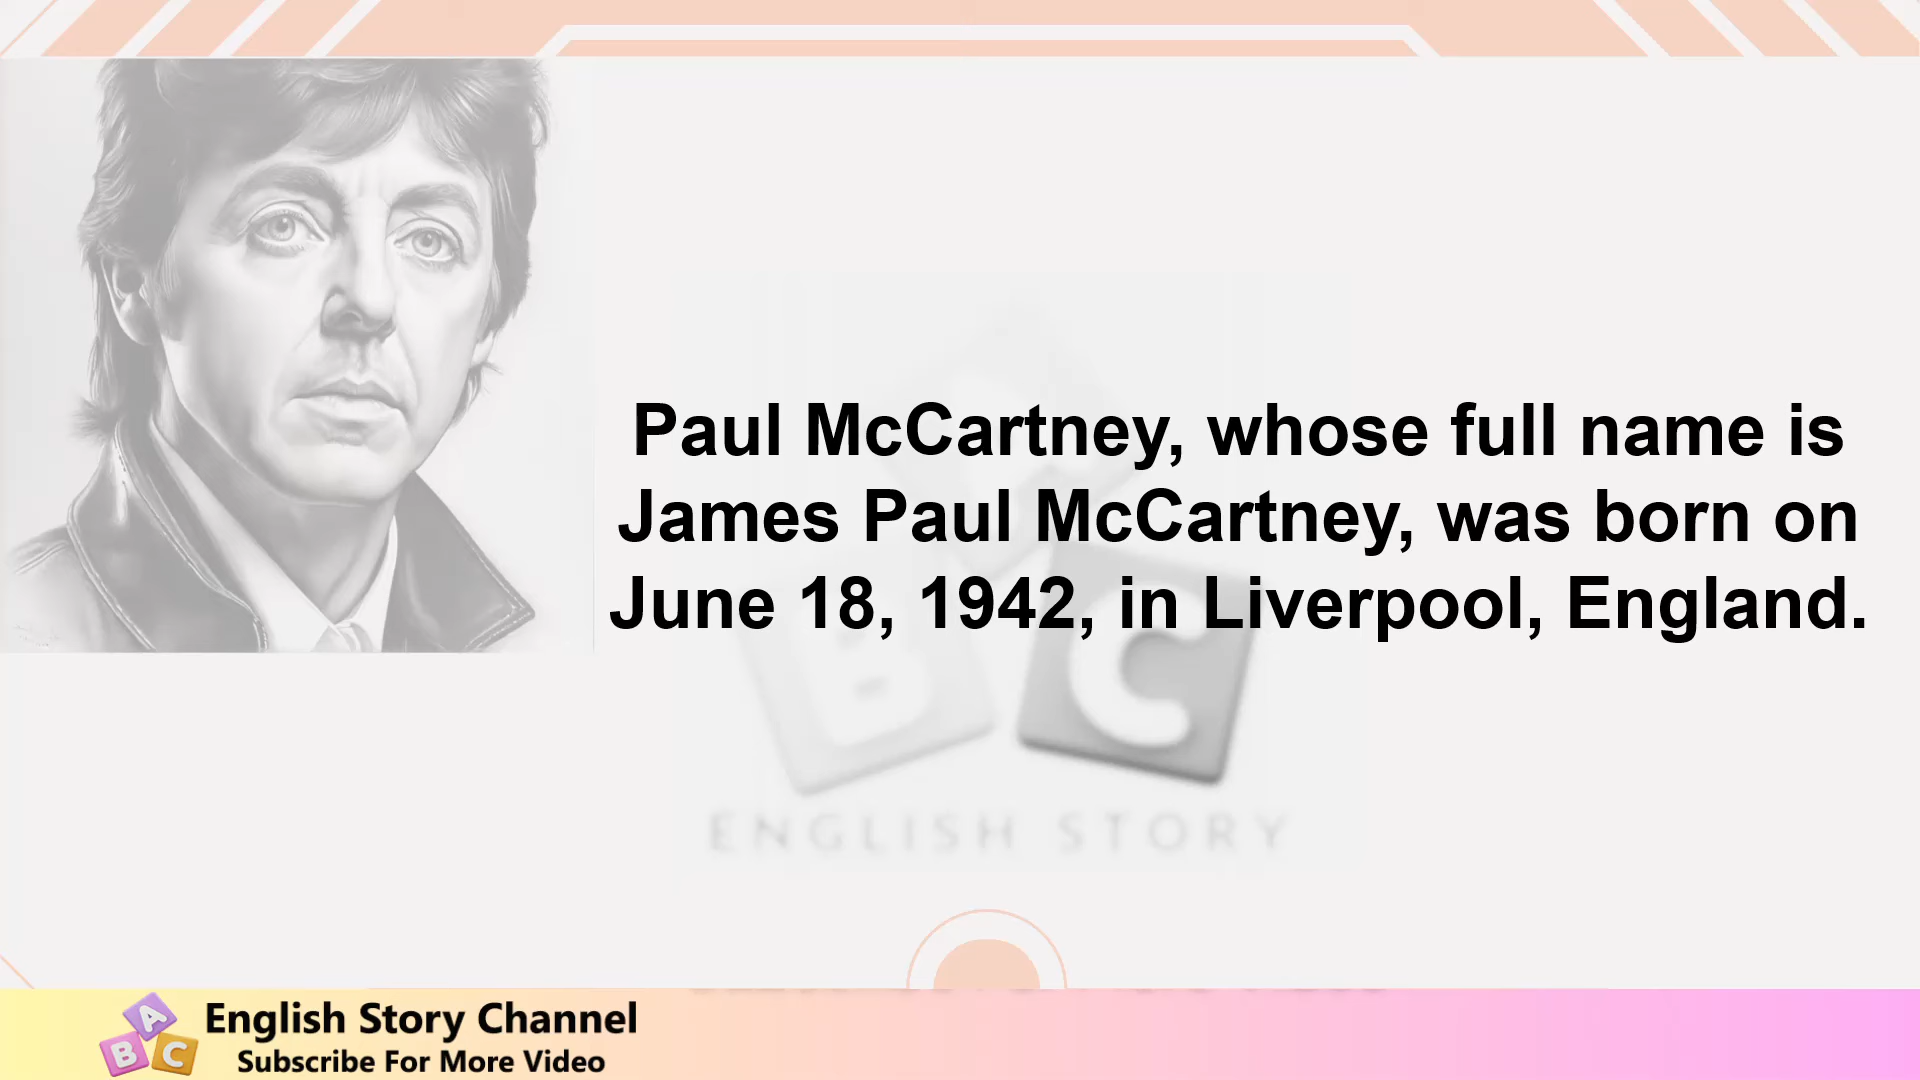 Paul McCartney, whose full name is
James Paul McCartney, was born on
June 18, 1942, in Liverpool, England.
B C
ENGLISH STORY
A
B C
English Story Channel
Subscribe For More Video